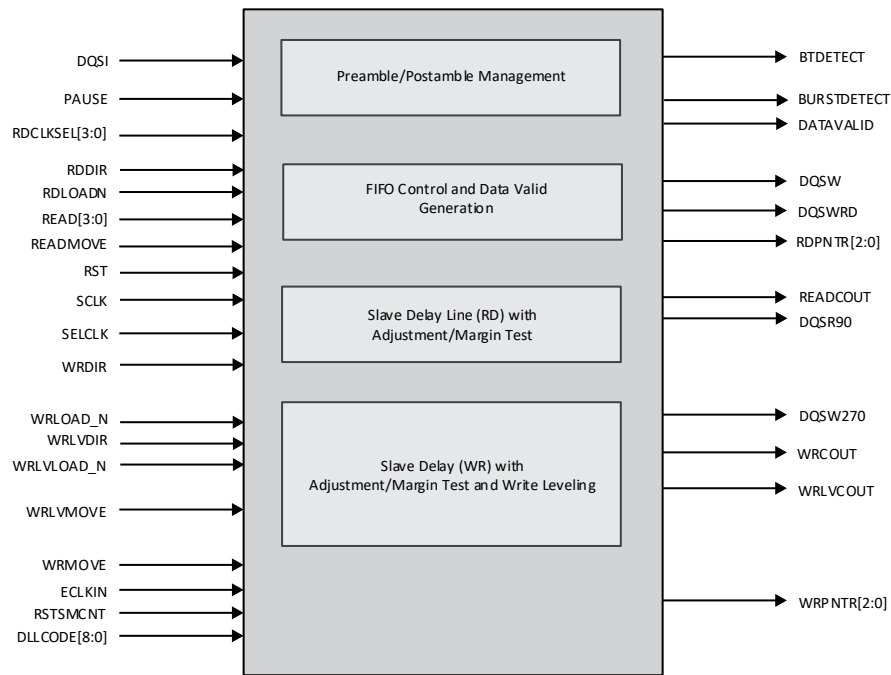 DQSI
PAUSE
RDCLKSEL[3:0]
RDDIR
RDLOADN
READ[3:0]
READMOVE
RST
SCLK
SELCLK
WRDIR
WRLOAD_N
WRLVDIR
WRLVLOAD_N
WRLVMOVE
WRMOVE
ECLKIN
RSTSMCNT
DLLCODE[8:0]
Preamble/Postamble Management
FIFO Control and Data Valid
Generation
Slave Delay Line (RD) with
Adjustment/Margin Test
Slave Delay (WR) with
Adjustment/Margin Test and Write Leveling
BTDETECT
BURSTDETECT
DATAVALID
DQSW
DQSWRD
RDPNTR[2:0]
READCOUT
DQSR90
DQSW270
WRCOUT
WRLVCOUT
WRPNTR[2:0]